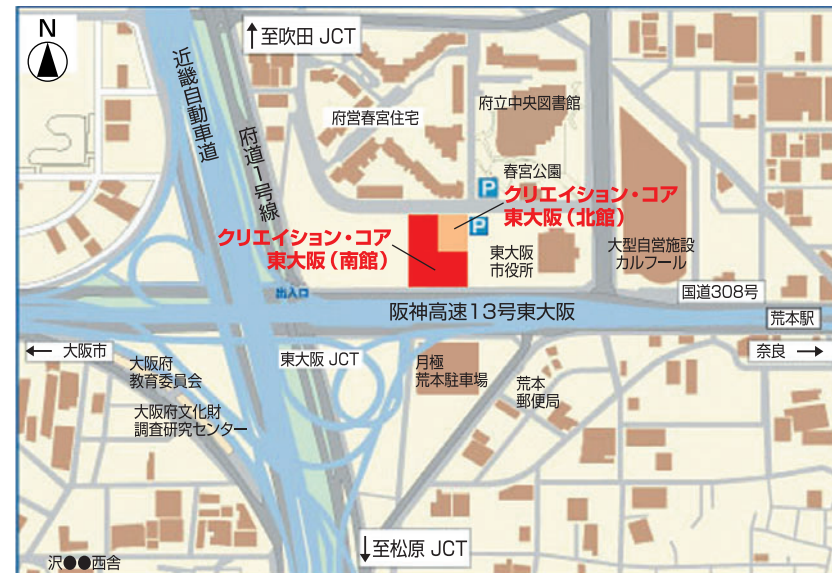 N
↑至吹田 JCT
近畿自動車道
府道1号線
府営春宮住宅
府立中央図書館
春宮公園
P
クリエイション・コア
東大阪(北館)
P
クリエイション・コア
東大阪(南館)
東大阪
市役所
大型自営施設
カルフール
出入口
国道308号
阪神高速13号東大阪
荒本駅
← 大阪市
奈良 →
大阪府
教育委員会
東大阪 JCT
月極
荒本駐車場
荒本
郵便局
大阪府文化財
調査研究センター
↓至松原 JCT
沢●●西舎